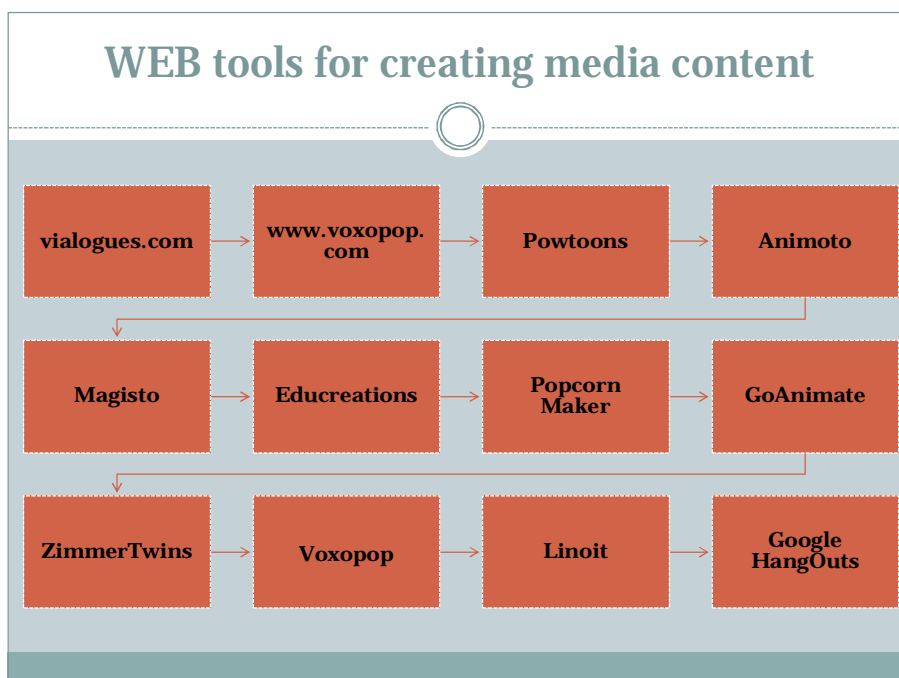 WEB tools for creating media content
vialogues.com
www.voxopop.
com
Powtoons
Animoto
Magisto
Educreations
Popcorn
Maker
GoAnimate
ZimmerTwins
Voxopop
Linoit
Google
HangOuts